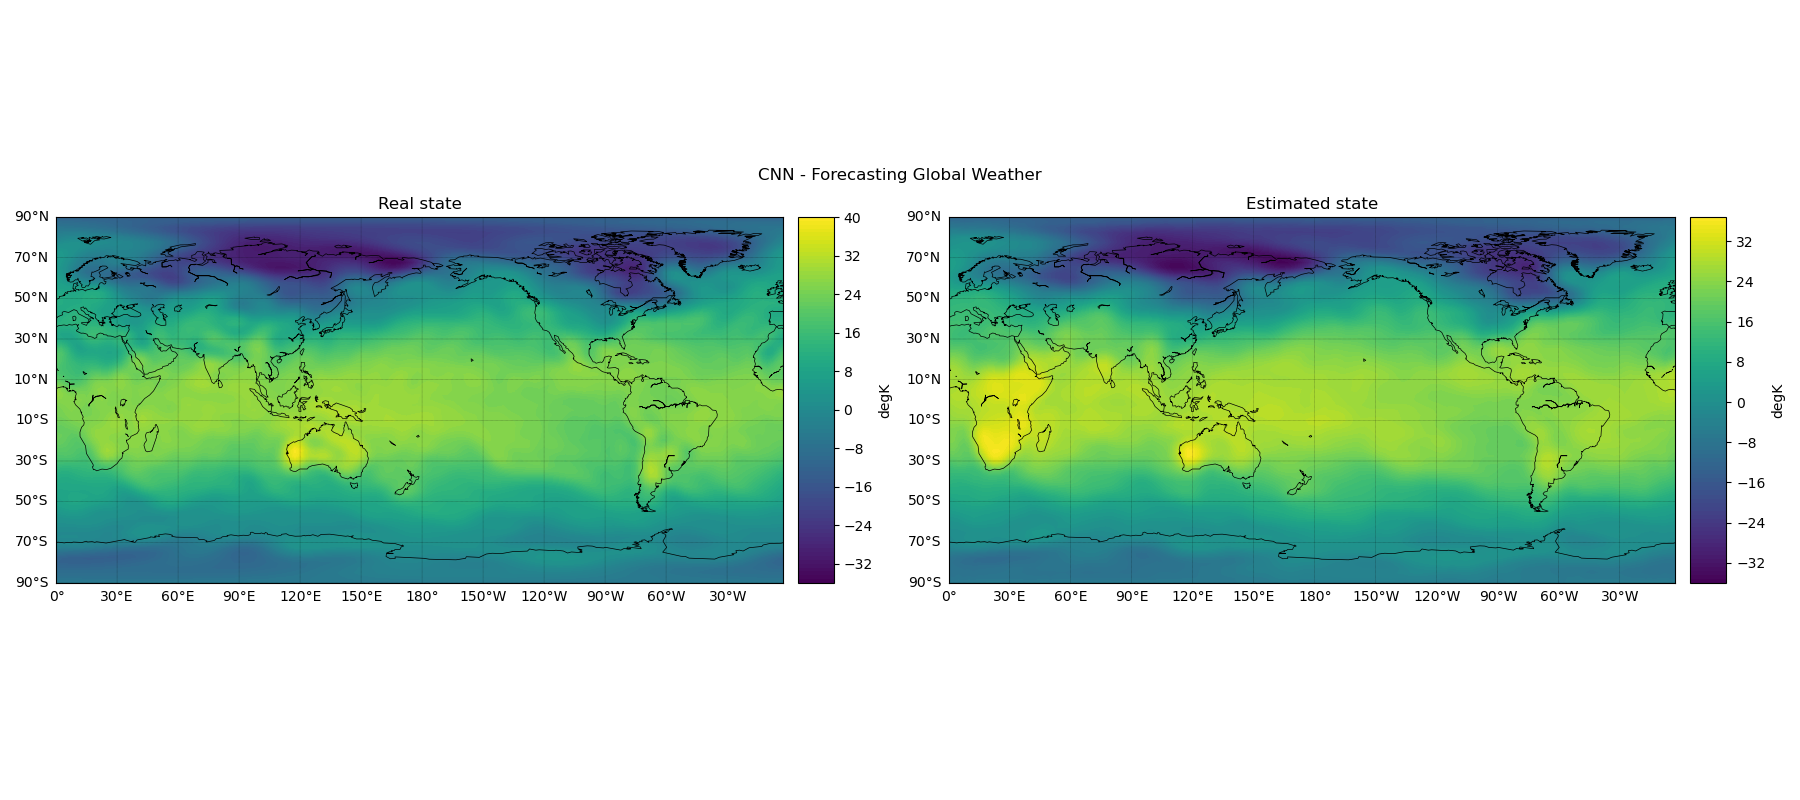 CNN - Forecasting Global Weather
Real state
90°N
70°N
50°N
30°N
10°N
10°S
30°S
50°S
70°S
90°S
0°
30°E
60°E
90°E
120°E
150°E
180°
150°W
120°W
90°W
60°W
30°W
40
32
24
16
8
0
−8
−16
−24
−32
degK
Estimated state
90°N
70°N
50°N
30°N
10°N
10°S
30°S
50°S
70°S
90°S
0°
30°E
60°E
90°E
120°E
150°E
180°
150°W
120°W
90°W
60°W
30°W
32
24
16
8
0
−8
−16
−24
−32
degK